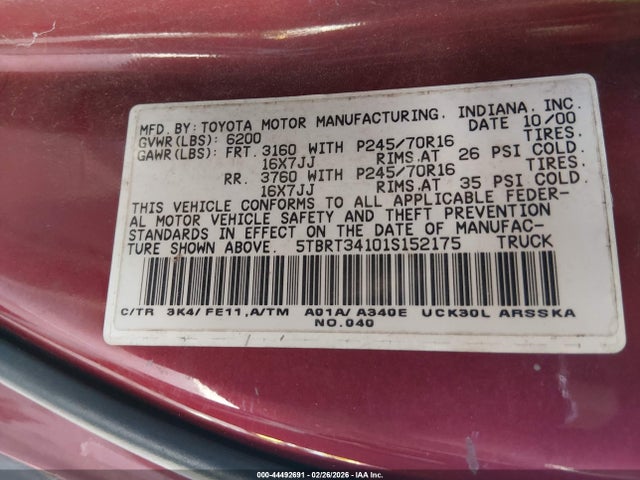 MFD. BY: TOYOTA MOTOR MANUFACTURING, INDIANA, INC.
GVWR(LBS): 6200 DATE 10/00
GAWR(LBS): FRT. 3160 WITH P245/70R16 TIRES.
16X7JJ RIMS.AT 26 PSI COLD.
RR. 3760 WITH P245/70R16 TIRES.
16X7JJ RIMS.AT 35 PSI COLD.
THIS VEHICLE CONFORMS TO ALL APPLICABLE FEDER-
AL MOTOR VEHICLE SAFETY AND THEFT PREVENTION
STANDARDS IN EFFECT ON THE DATE OF MANUFAC-
TURE SHOWN ABOVE. 5TBRT34101S152175 TRUCK
C/TR 3K4/ FE11,A/TM A01A/ A340E UCK30L ARSSKA
NO.040
000-44492691 - 02/26/2026 - IAA, Inc.